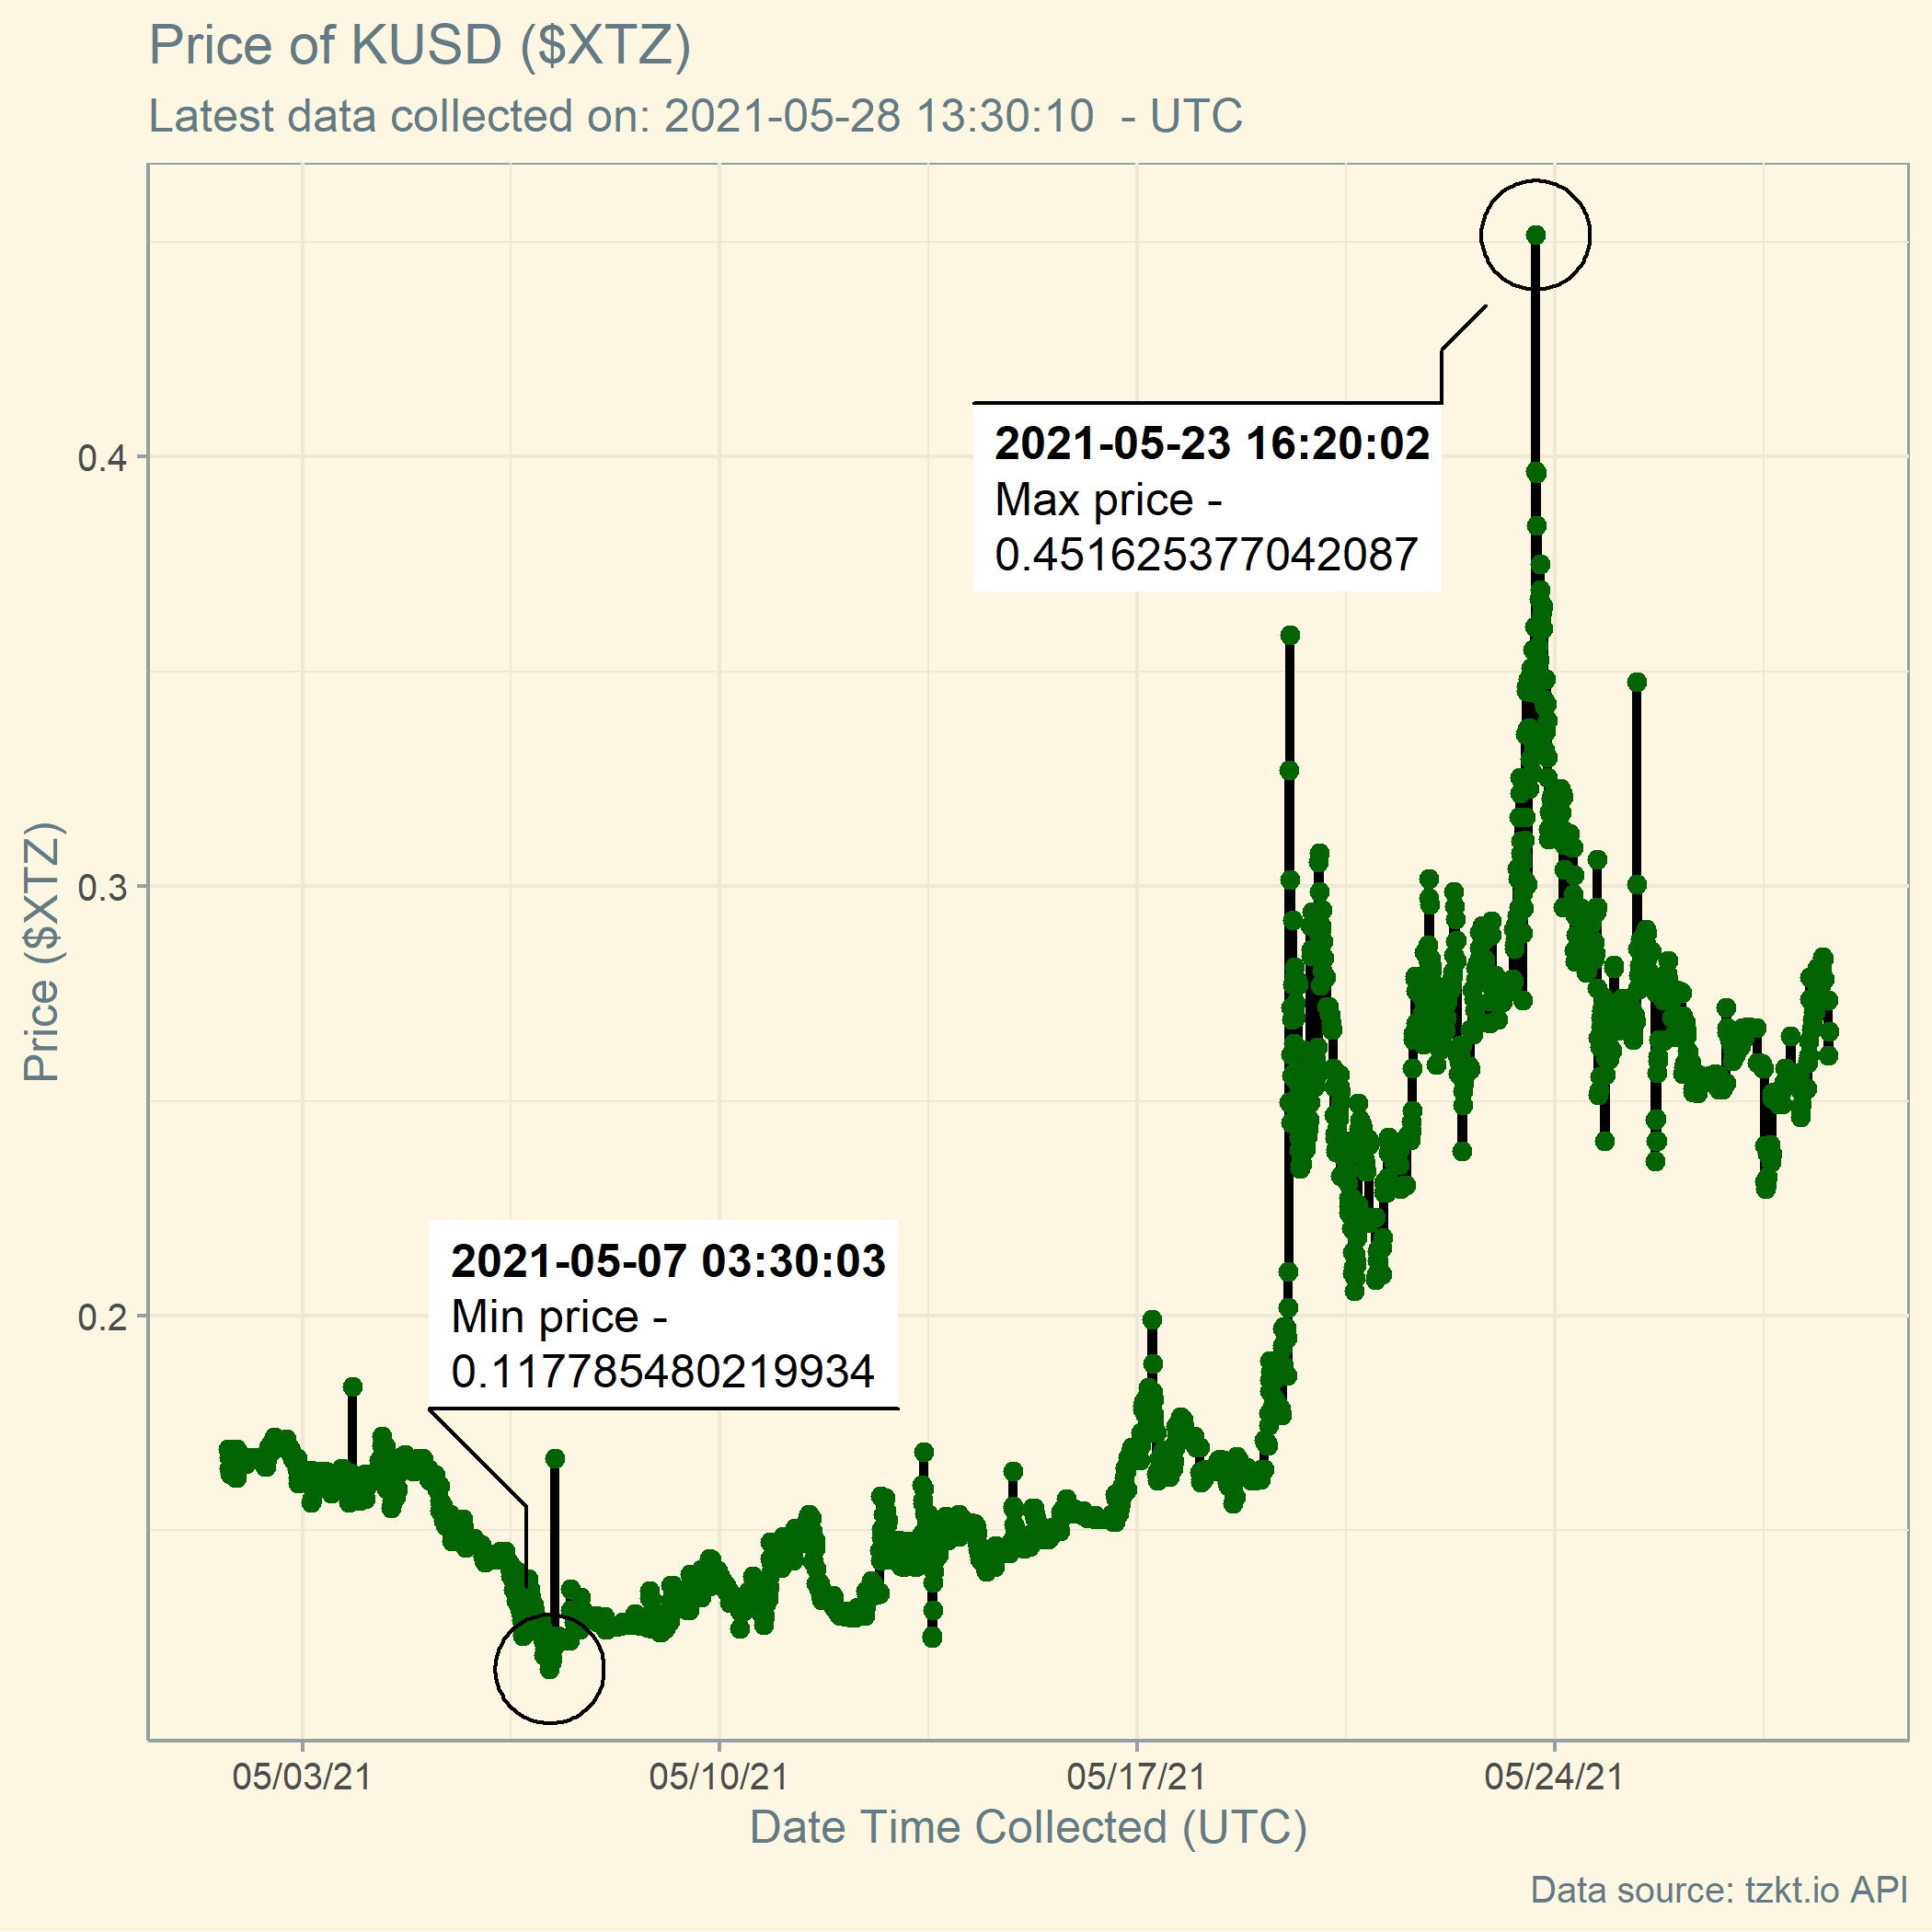 Price of KUSD ($XTZ)
Latest data collected on: 2021-05-28 13:30:10  - UTC
2021-05-23 16:20:02
Max price -
0.451625377042087
0.4
0.3
Price ($XTZ)
2021-05-07 03:30:03
Min price -
0.117785480219934
0.2
05/03/21
05/10/21
05/17/21
05/24/21
Date Time Collected (UTC)
Data source: tzkt.io API